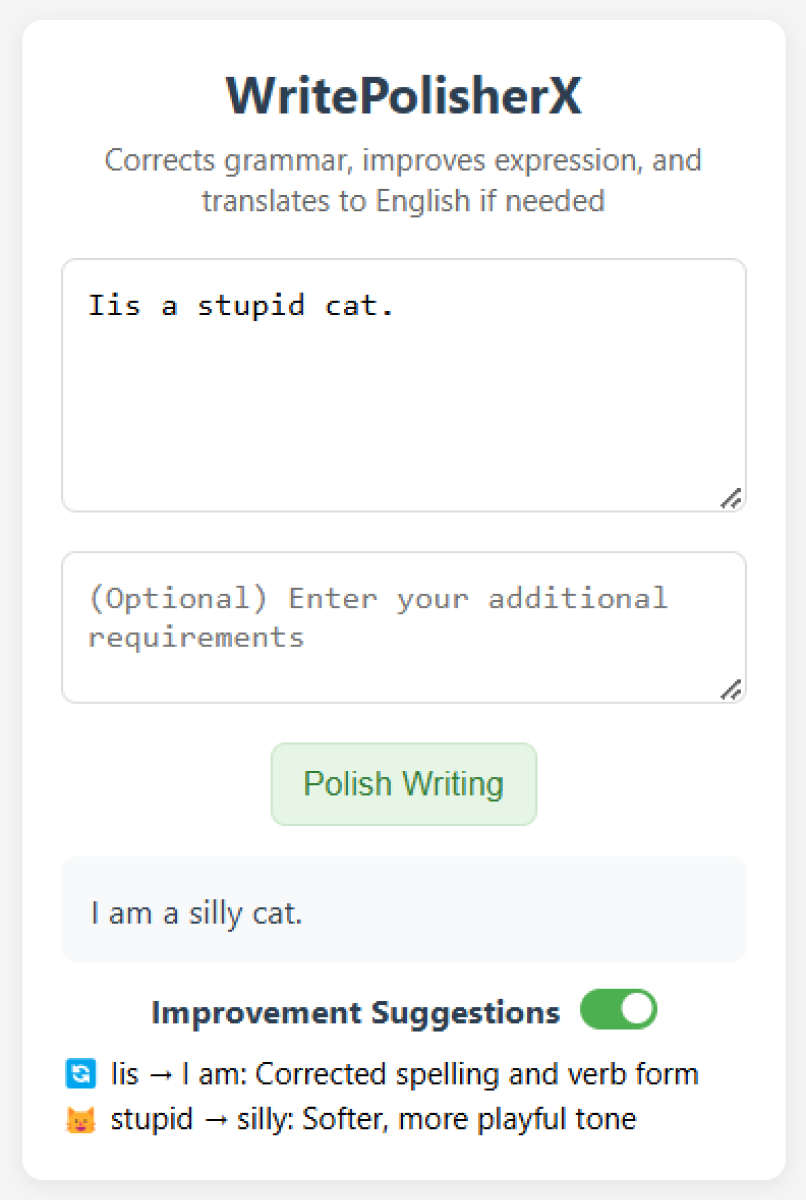 WritePolisherX
Corrects grammar, improves expression, and
translates to English if needed
Iis a stupid cat.
(Optional) Enter your additional
requirements
Polish Writing
I am a silly cat.
Improvement Suggestions
🔄 Iis → I am: Corrected spelling and verb form
😺 stupid → silly: Softer, more playful tone